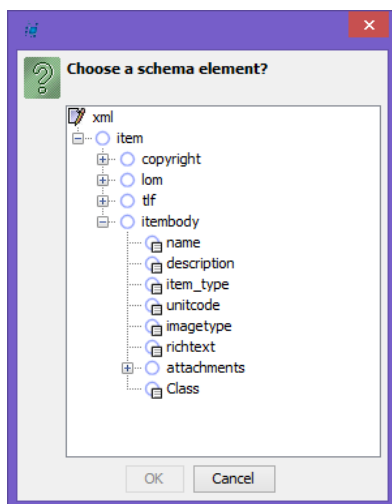 Choose a schema element?
xml
item
copyright
lom
tlf
itembody
name
description
item_type
unitcode
imagetype
richtext
attachments
Class
OK Cancel